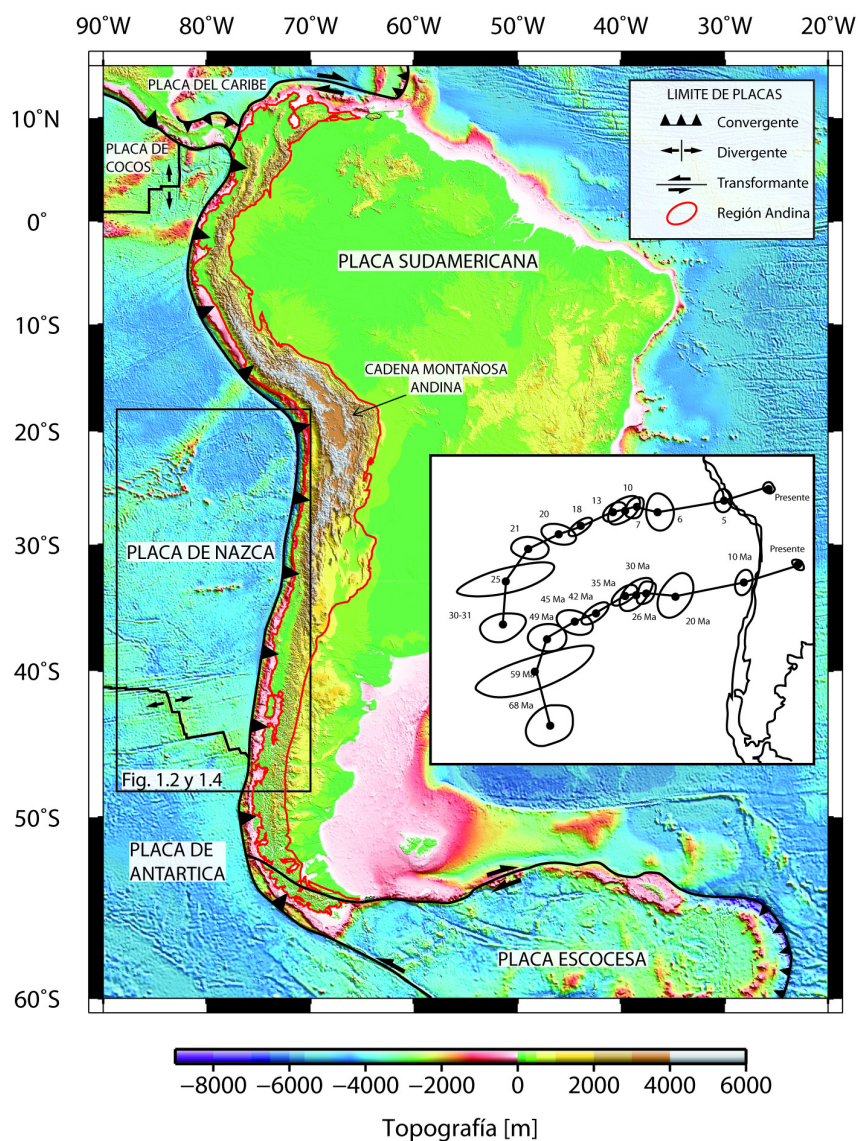 90°W 80°W 70°W 60°W 50°W 40°W 30°W 20°W
PLACA DEL CARIBE
LIMITE DE PLACAS
Convergente
Divergente
Transformante
Región Andina
10°N
PLACA DE
COCOS
0°
PLACA SUDAMERICANA
10°S
CADENA MONTAÑOSA
ANDINA
20°S
30°S
PLACA DE NAZCA
40°S
Fig. 1.2 y 1.4
50°S
PLACA DE
ANTARTICA
PLACA ESCOCESA
60°S
Presente
5
6
7
10
13
18
20
21
25
30-31
Presente
10 Ma
20 Ma
26 Ma
30 Ma
35 Ma
42 Ma
45 Ma
49 Ma
59 Ma
68 Ma
−8000 −6000 −4000 −2000 0 2000 4000 6000
Topografía [m]